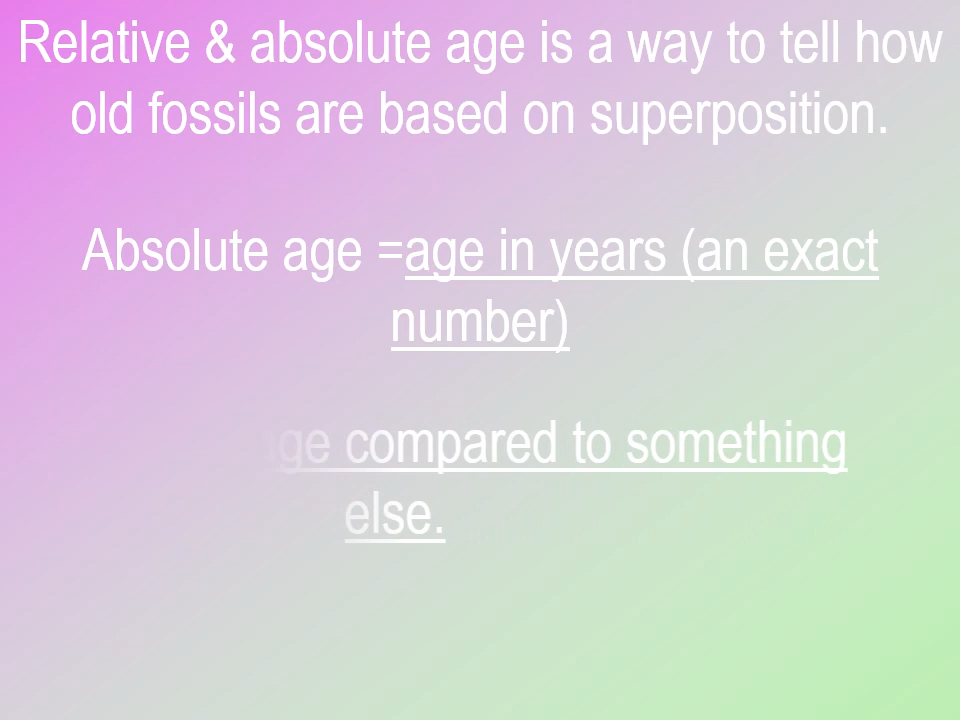 Relative & absolute age is a way to tell how
old fossils are based on superposition.
Absolute age =age in years (an exact
number)
age compared to something
else.